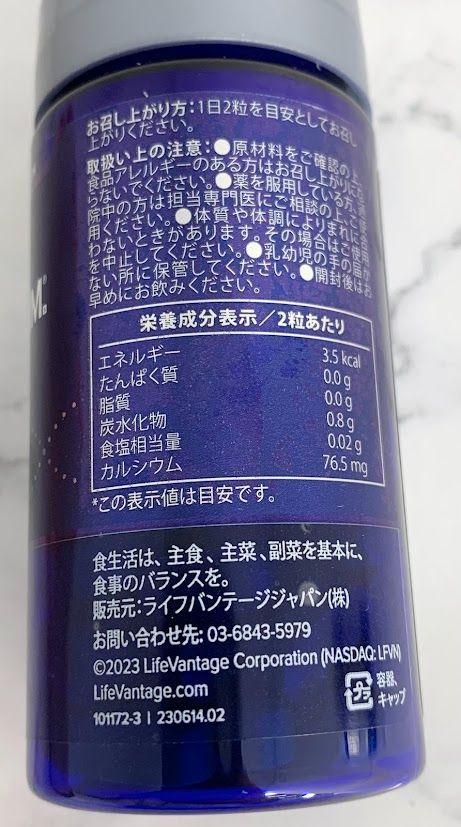 お召し上がり方：1日2粒を目安としてお召し
上がりください。
取扱い上の注意：●原材料をご確認の上、
食品アレルギーのある方はお召し上がりにな
らないでください。●薬を服用している方、
院中の方は担当専門医にご相談の上、ご使
用ください。●体質や体調によりまれに
わないときがあります。その場合はご使用
を中止してください。●乳幼児の手の届
ない所に保管してください。●開封後はお
早めにお飲みください。
M®
栄養成分表示／2粒あたり
エネルギー 3.5 kcal
たんぱく質 0.0 g
脂質 0.0 g
炭水化物 0.8 g
食塩相当量 0.02 g
カルシウム 76.5 mg
*この表示値は目安です。
食生活は、主食、主菜、副菜を基本に、
食事のバランスを。
販売元：ライフバンテージジャパン(株)
お問い合わせ先: 03-6843-5979
©2023 LifeVantage Corporation (NASDAQ: LFVN)
LifeVantage.com
プラ 容器、
キャップ
101172-3 | 230614.02